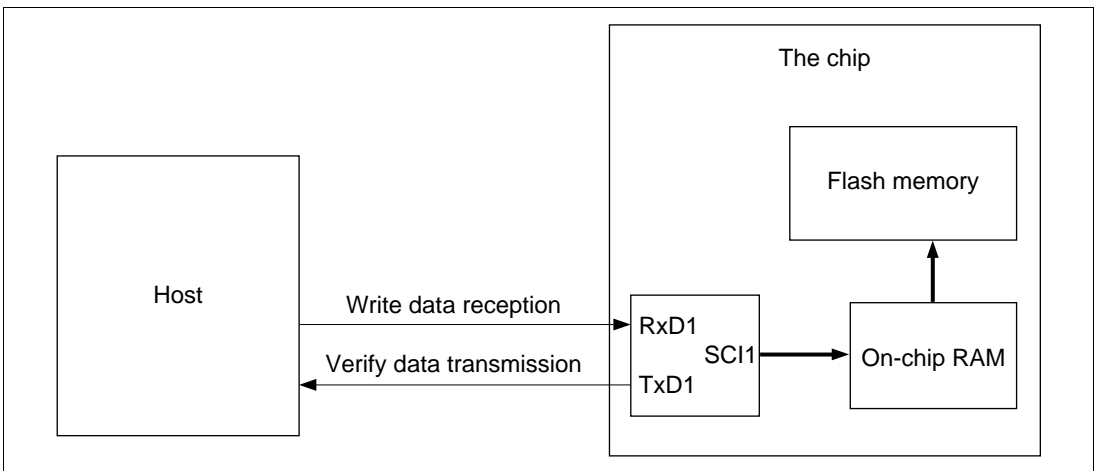 The chip
Flash memory
Host
Write data reception
RxD1
SCI1
On-chip RAM
Verify data transmission
TxD1